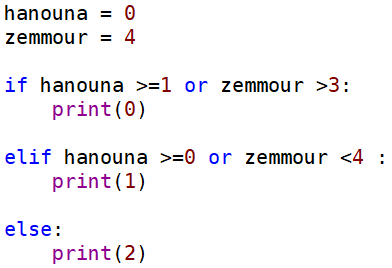 hanouna = 0
zemmour = 4
if hanouna >=1 or zemmour >3:
    print(0)
elif hanouna >=0 or zemmour <4 :
    print(1)
else:
    print(2)